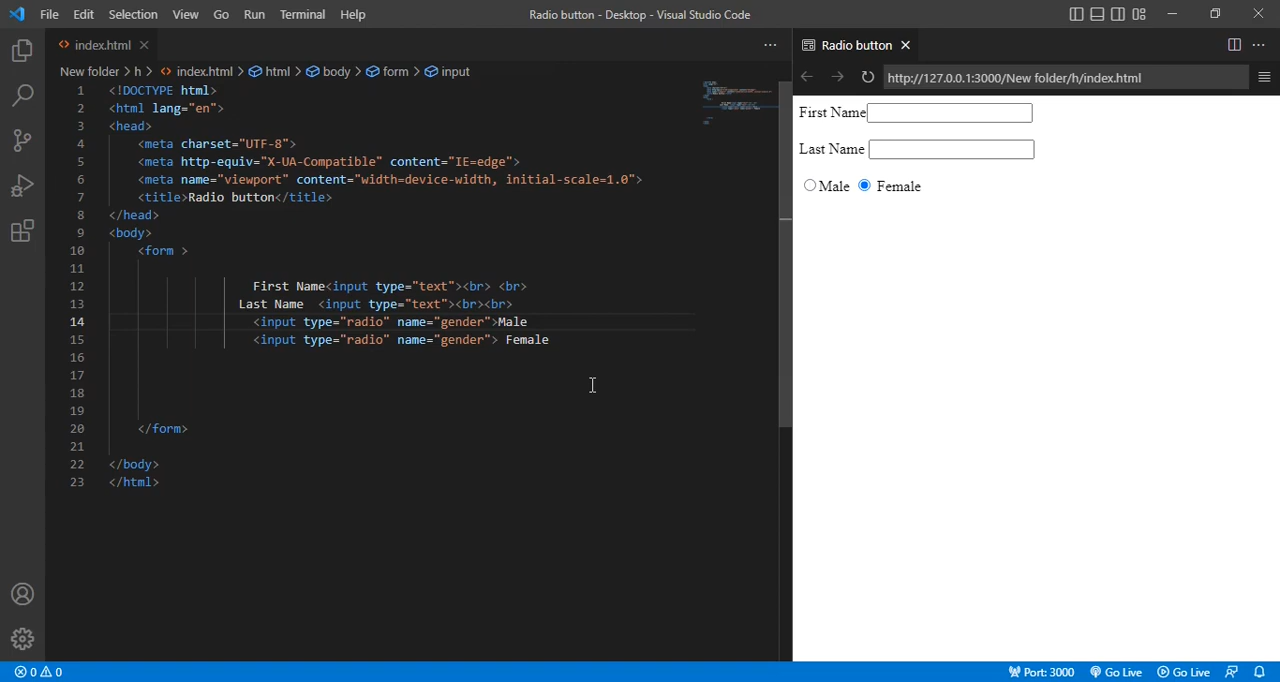 File Edit Selection View Go Run Terminal Help Radio button - Desktop - Visual Studio Code
index.html
New folder > h > index.html > html > body > form > input
1 <!DOCTYPE html>
2 <html lang="en">
3 <head>
4 <meta charset="UTF-8">
5 <meta http-equiv="X-UA-Compatible" content="IE=edge">
6 <meta name="viewport" content="width=device-width, initial-scale=1.0">
7 <title>Radio button</title>
8 </head>
9 <body>
10 <form >
11
12 First Name<input type="text"><br> <br>
13 Last Name <input type="text"><br><br>
14 <input type="radio" name="gender">Male
15 <input type="radio" name="gender"> Female
16
17
18
19
20 </form>
21
22 </body>
23 </html>
Radio button
http://127.0.0.1:3000/New folder/h/index.html
First Name
Last Name
Male Female
0 0 Port: 3000 Go Live Go Live